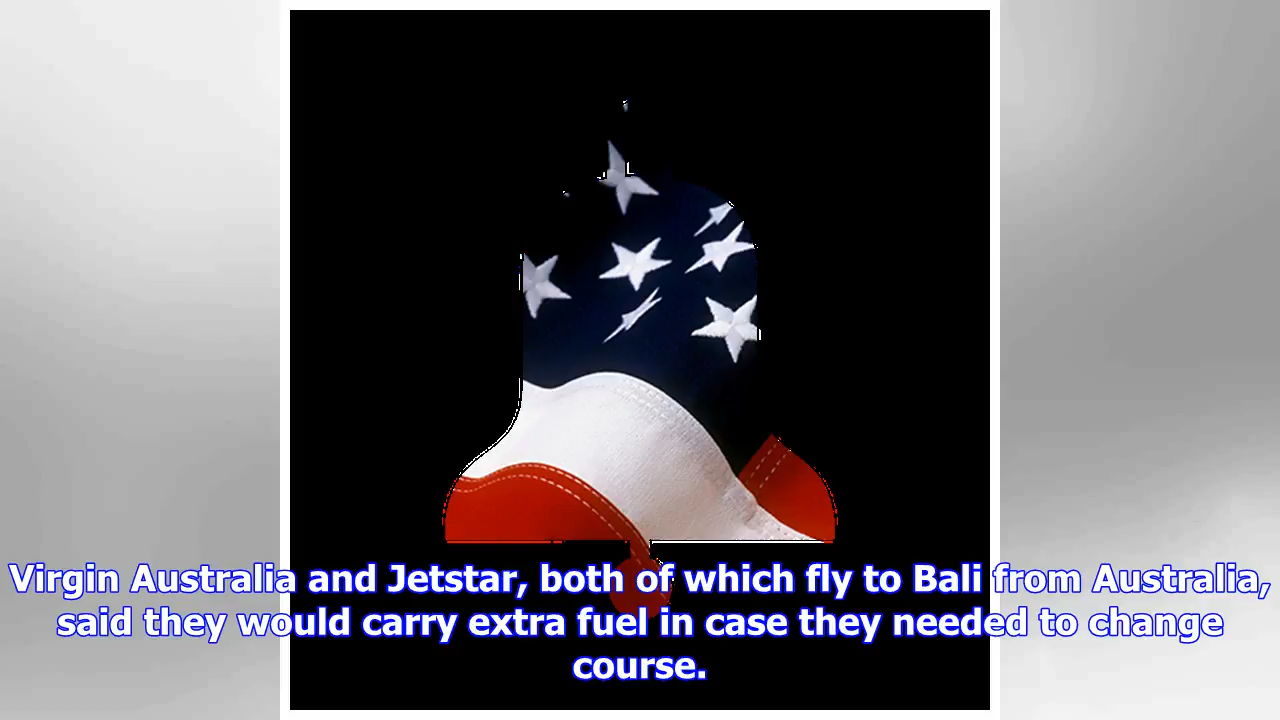 Virgin Australia and Jetstar, both of which fly to Bali from Australia,
said they would carry extra fuel in case they needed to change
course.